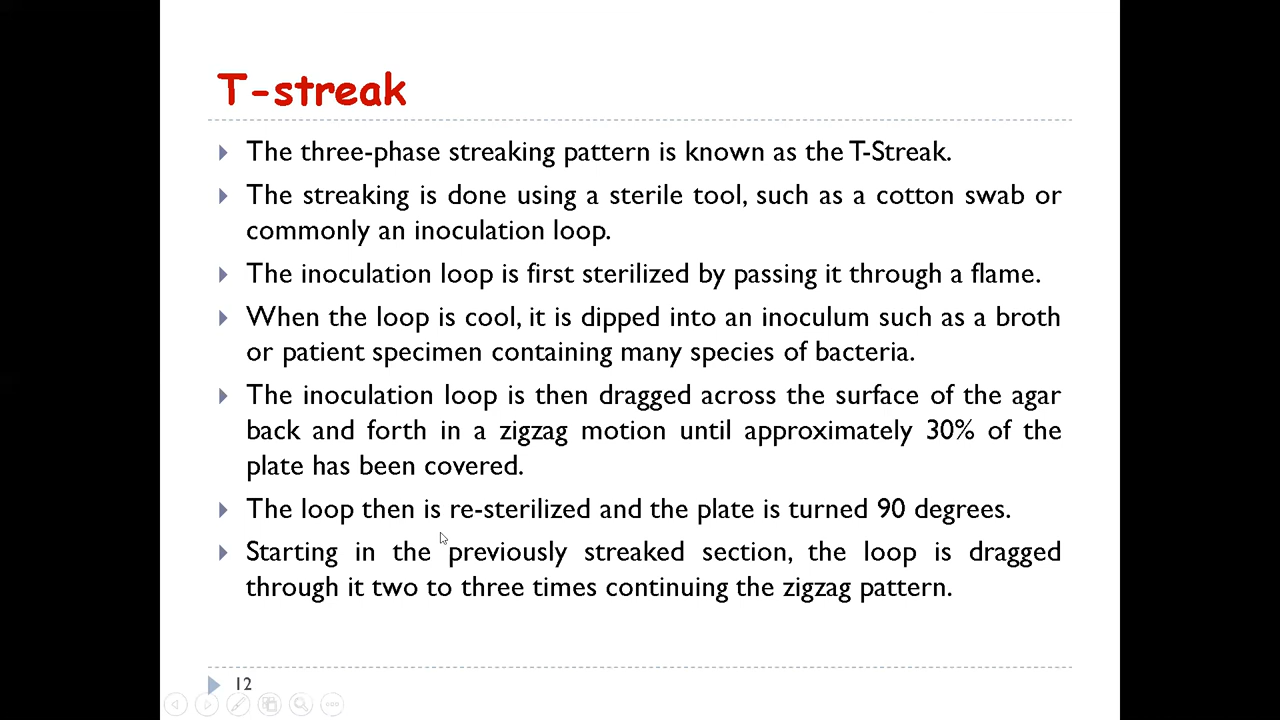 T-streak
The three-phase streaking pattern is known as the T-Streak.
The streaking is done using a sterile tool, such as a cotton swab or
commonly an inoculation loop.
The inoculation loop is first sterilized by passing it through a flame.
When the loop is cool, it is dipped into an inoculum such as a broth
or patient specimen containing many species of bacteria.
The inoculation loop is then dragged across the surface of the agar
back and forth in a zigzag motion until approximately 30% of the
plate has been covered.
The loop then is re-sterilized and the plate is turned 90 degrees.
Starting in the previously streaked section, the loop is dragged
through it two to three times continuing the zigzag pattern.
12